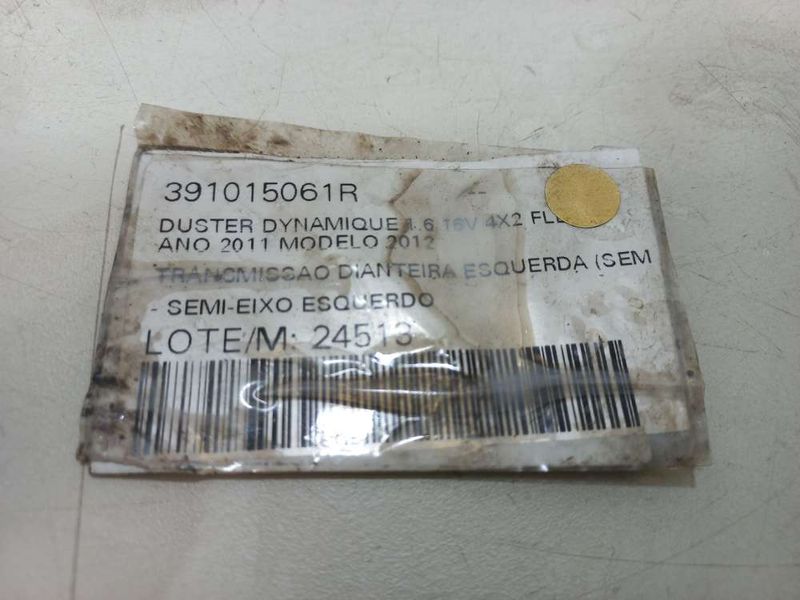 391015061R
DUSTER DYNAMIQUE 1.6 16V 4X2
ANO 2011 MODELO 2012
TRANSMISSAO DIANTEIRA ESQUERDA (SEM
- SEMI-EIXO ESQUERDO
LOTE/M: 24513